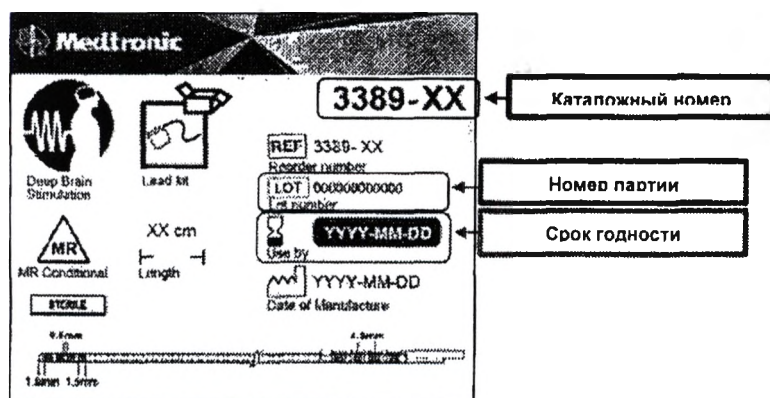 Medtronic
3389-XX
Каталожный номер
REF 3389-XX
Reorder number
Deep Brain
Stimulation
Lead kit
LOT 000000000000
Lot number
Номер партии
XX cm
Length
YYYY-MM-DD
Use by
Срок годности
MR
MR Conditional
YYYY-MM-DD
Date of Manufacture
STERILE
1.5mm